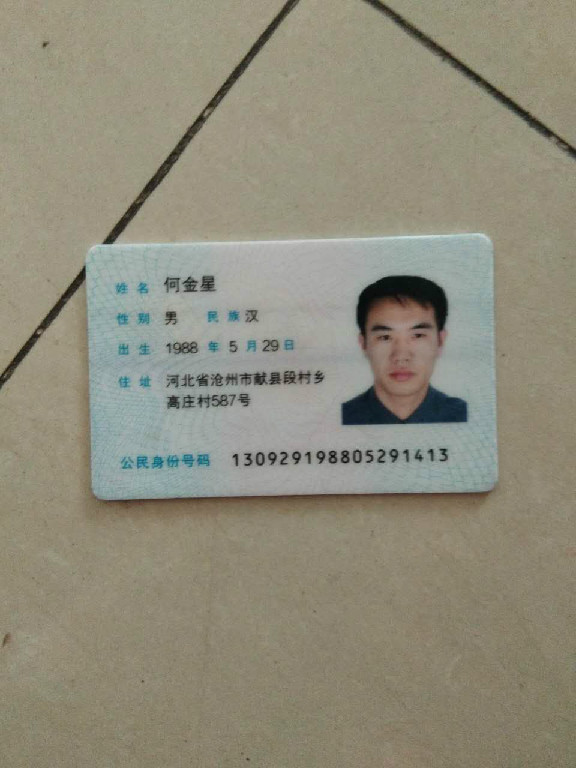 姓名 何金星
性别 男 民族 汉
出生 1988 年 5 月 29 日
住址 河北省沧州市献县段村乡
高庄村587号
公民身份号码 130929198805291413